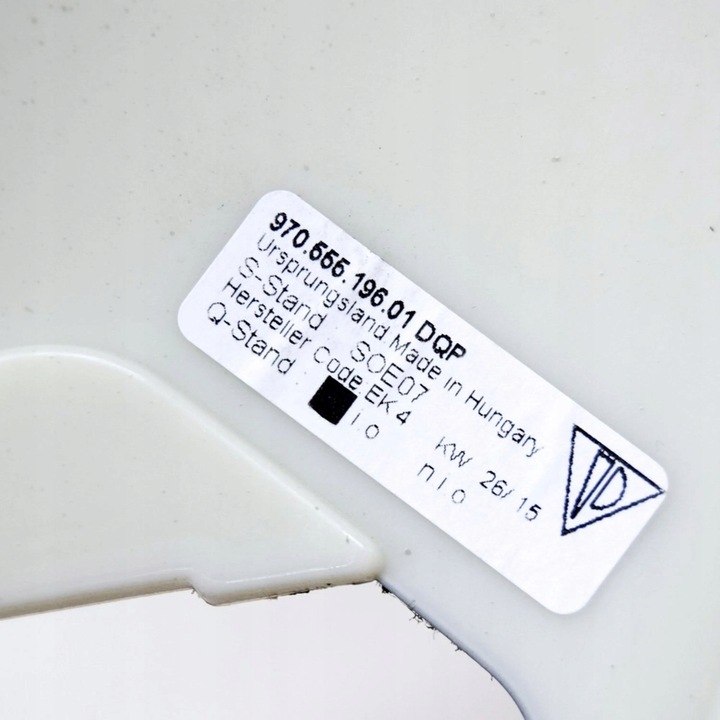 970.555.196.01 DQP
Ursprungsland Made in Hungary
S-Stand SOE07
Hersteller Code EK4 KW 26/15
Q-Stand i.o n i o